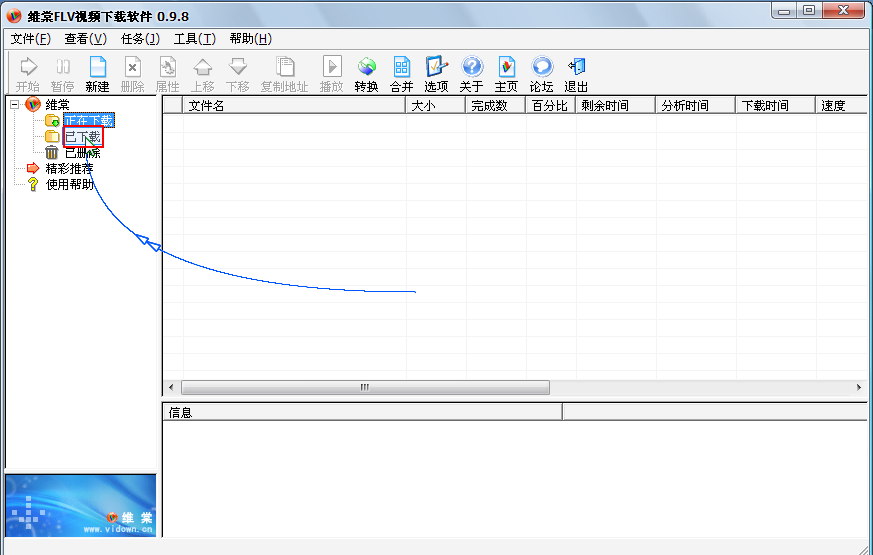 维棠FLV视频下载软件 0.9.8
文件(F) 查看(V) 任务(J) 工具(T) 帮助(H)
开始 暂停 新建 删除 属性 上移 下移 复制地址 播放 转换 合并 选项 关于 主页 论坛 退出
维棠
正在下载
已下载
已删除
精彩推荐
使用帮助
文件名 大小 完成数 百分比 剩余时间 分析时间 下载时间 速度
信息
维棠
www.vidown.cn